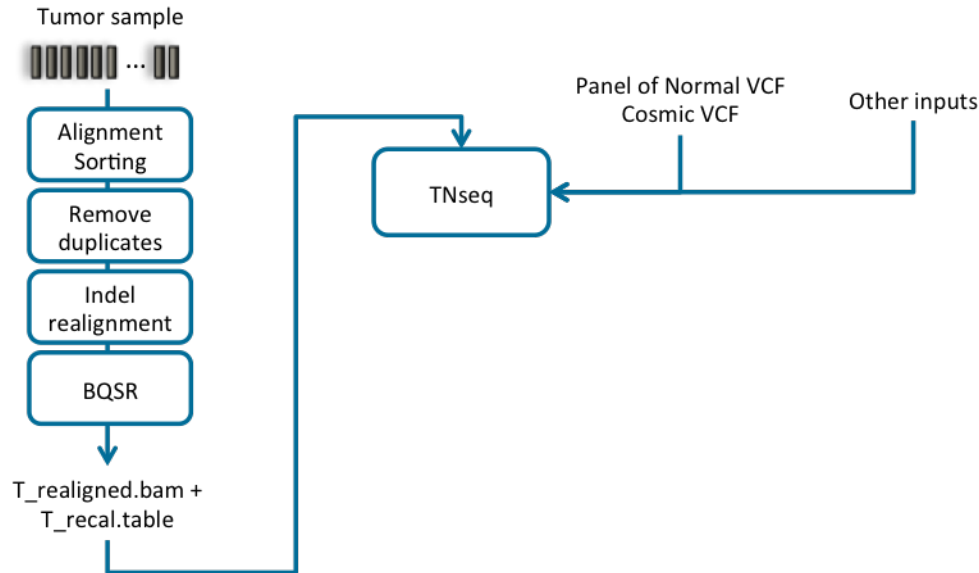 Tumor sample
...
Alignment
Sorting
Remove
duplicates
Indel
realignment
BQSR
T_realigned.bam +
T_recal.table
TNseq
Panel of Normal VCF
Cosmic VCF
Other inputs